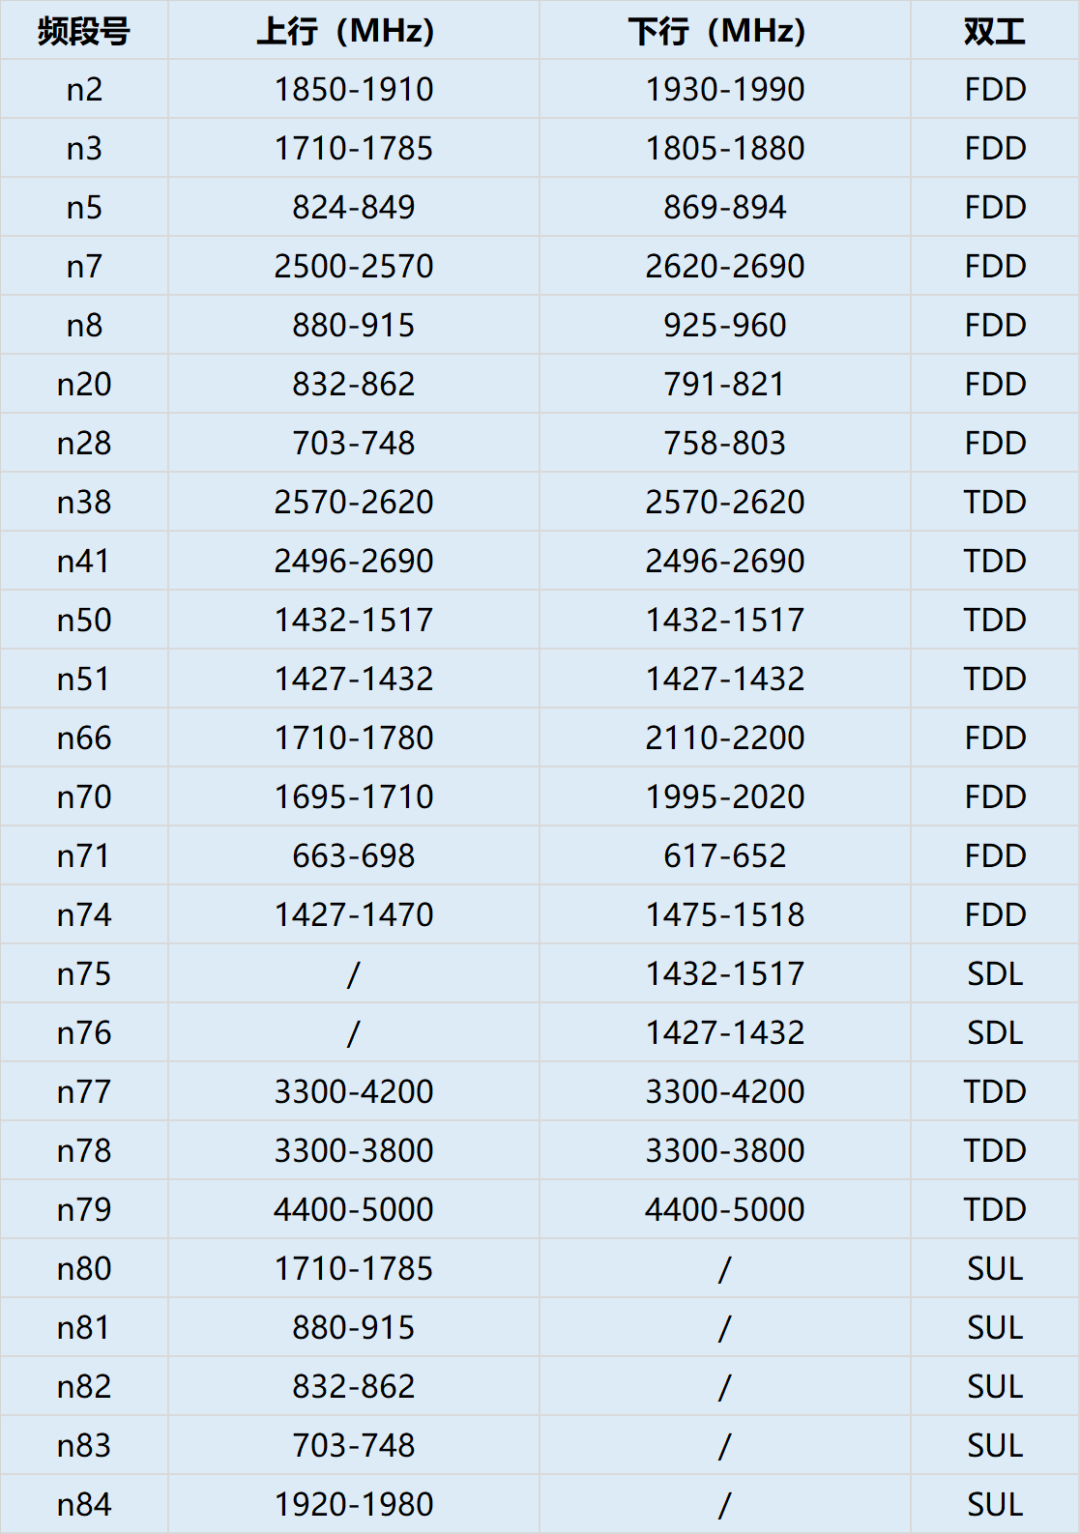 频段号 上行（MHz） 下行（MHz） 双工
n2 1850-1910 1930-1990 FDD
n3 1710-1785 1805-1880 FDD
n5 824-849 869-894 FDD
n7 2500-2570 2620-2690 FDD
n8 880-915 925-960 FDD
n20 832-862 791-821 FDD
n28 703-748 758-803 FDD
n38 2570-2620 2570-2620 TDD
n41 2496-2690 2496-2690 TDD
n50 1432-1517 1432-1517 TDD
n51 1427-1432 1427-1432 TDD
n66 1710-1780 2110-2200 FDD
n70 1695-1710 1995-2020 FDD
n71 663-698 617-652 FDD
n74 1427-1470 1475-1518 FDD
n75 / 1432-1517 SDL
n76 / 1427-1432 SDL
n77 3300-4200 3300-4200 TDD
n78 3300-3800 3300-3800 TDD
n79 4400-5000 4400-5000 TDD
n80 1710-1785 / SUL
n81 880-915 / SUL
n82 832-862 / SUL
n83 703-748 / SUL
n84 1920-1980 / SUL